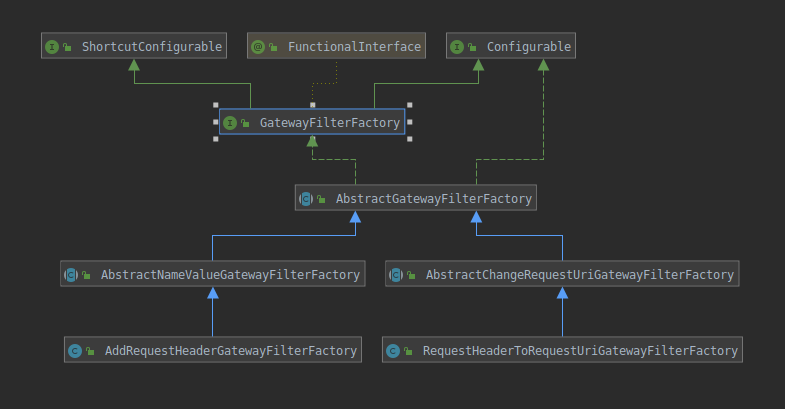 ShortcutConfigurable
FunctionalInterface
Configurable
GatewayFilterFactory
AbstractGatewayFilterFactory
AbstractNameValueGatewayFilterFactory
AbstractChangeRequestUriGatewayFilterFactory
AddRequestHeaderGatewayFilterFactory
RequestHeaderToRequestUriGatewayFilterFactory